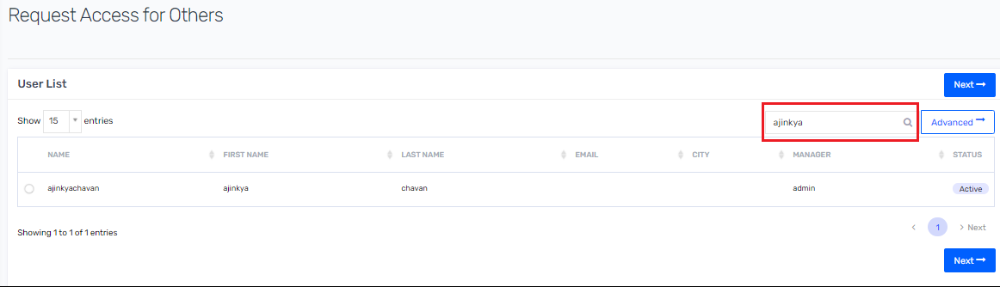 Request Access for Others
User List
Next
Show 15 entries
ajinkya
Advanced
NAME FIRST NAME LAST NAME EMAIL CITY MANAGER STATUS
ajinkyachavan ajinkya chavan admin Active
Showing 1 to 1 of 1 entries
1 Next
Next